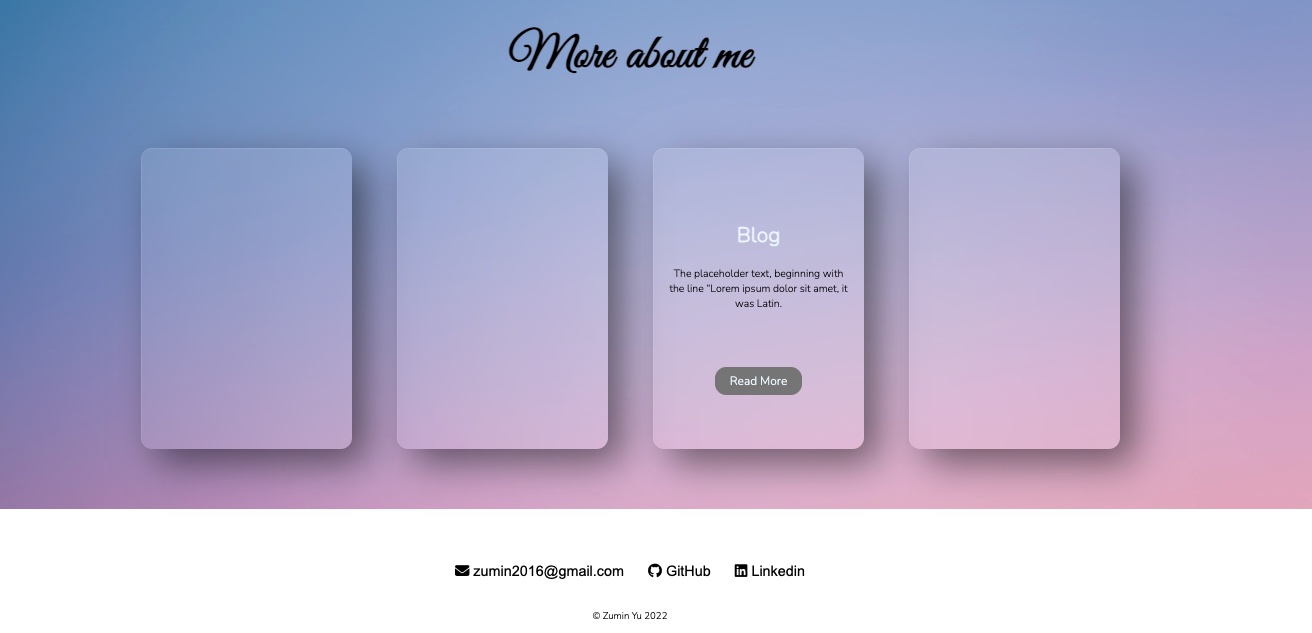 More about me
Blog
The placeholder text, beginning with
the line “Lorem ipsum dolor sit amet, it
was Latin.
Read More
zumin2016@gmail.com GitHub Linkedin
© Zumin Yu 2022